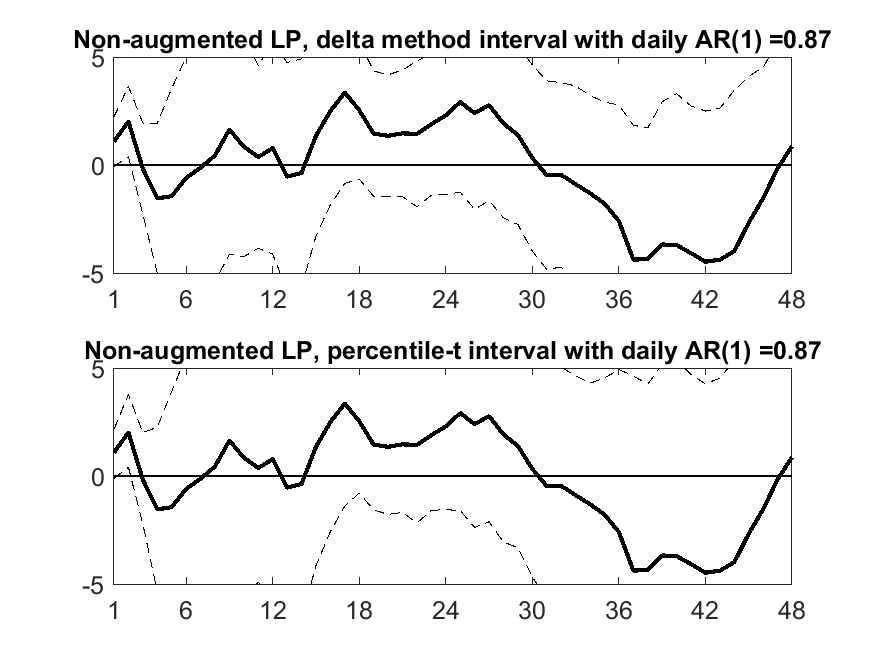 Non-augmented LP, delta method interval with daily AR(1) =0.87
5
0
-5
1 6 12 18 24 30 36 42 48
Non-augmented LP, percentile-t interval with daily AR(1) =0.87
5
0
-5
1 6 12 18 24 30 36 42 48